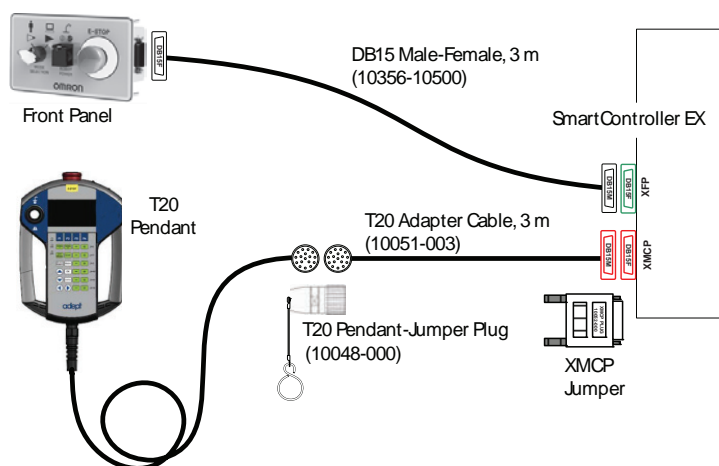 E-STOP
OMRON
Front Panel
DB15F
DB15 Male-Female, 3 m
(10356-10500)
SmartController EX
DB15M
DB15F
XFP
T20
Pendant
adept
T20 Adapter Cable, 3 m
(10051-003)
DB15M
DB15F
XMCP
T20 Pendant-Jumper Plug
(10048-000)
XMCP
Jumper